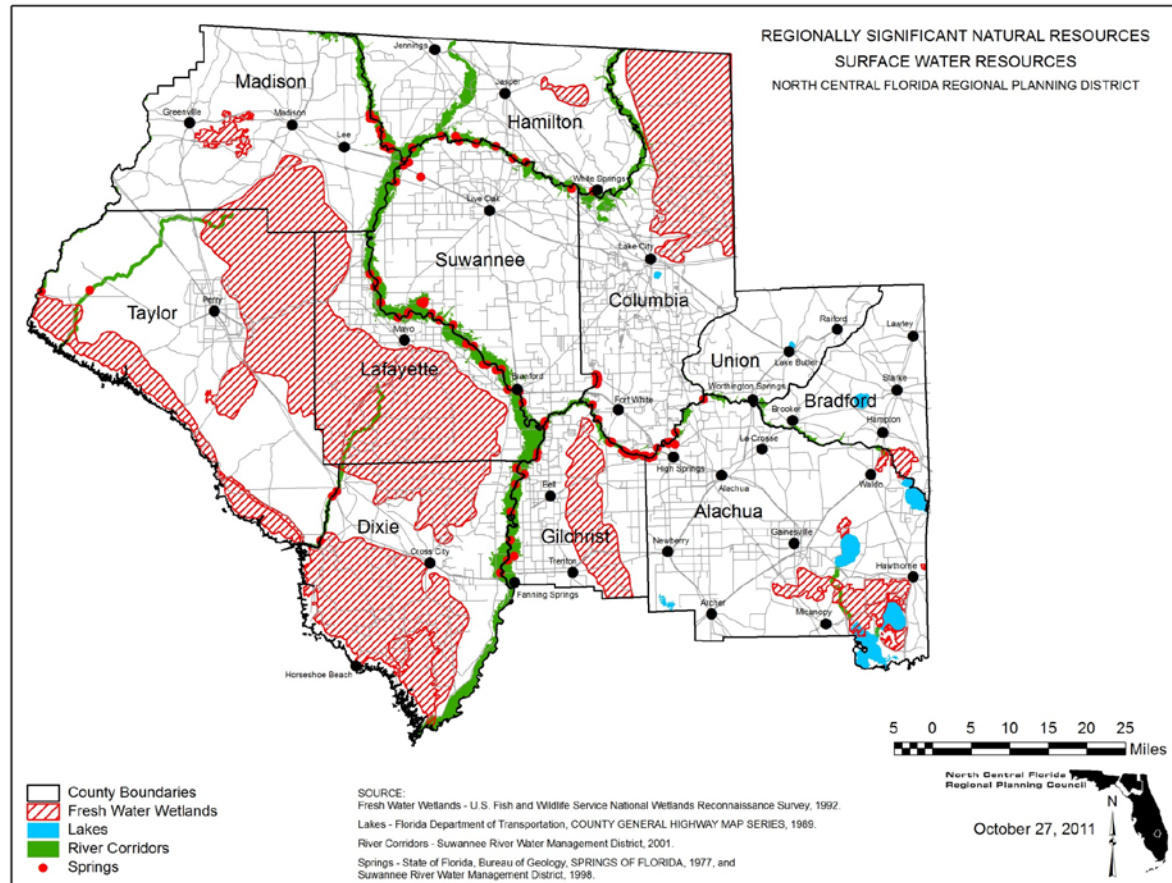 REGIONALLY SIGNIFICANT NATURAL RESOURCES
SURFACE WATER RESOURCES
NORTH CENTRAL FLORIDA REGIONAL PLANNING DISTRICT
Jennings
Madison
Jasper
Hamilton
Greenville
Madison
Lee
White Springs
Live Oak
Suwannee
Lake City
Columbia
Taylor
Perry
Mayo
Lafayette
Raiford
Lawtey
Union
Lake Butler
Branford
Worthington Springs
Starke
Fort White
Brooker
Bradford
Hampton
La Crosse
High Springs
Alachua
Waldo
Bell
Alachua
Dixie
Gilchrist
Newberry
Gainesville
Cross City
Trenton
Hawthorne
Fanning Springs
Archer
Micanopy
Horseshoe Beach
5 0 5 10 15 20 25
Miles
County Boundaries
Fresh Water Wetlands
Lakes
River Corridors
Springs
SOURCE:
Fresh Water Wetlands - U.S. Fish and Wildlife Service National Wetlands Reconnaissance Survey, 1992.
Lakes - Florida Department of Transportation, COUNTY GENERAL HIGHWAY MAP SERIES, 1989.
River Corridors - Suwannee River Water Management District, 2001.
Springs - State of Florida, Bureau of Geology, SPRINGS OF FLORIDA, 1977, and
Suwannee River Water Management District, 1998.
North Central Florida
Regional Planning Council
N
October 27, 2011